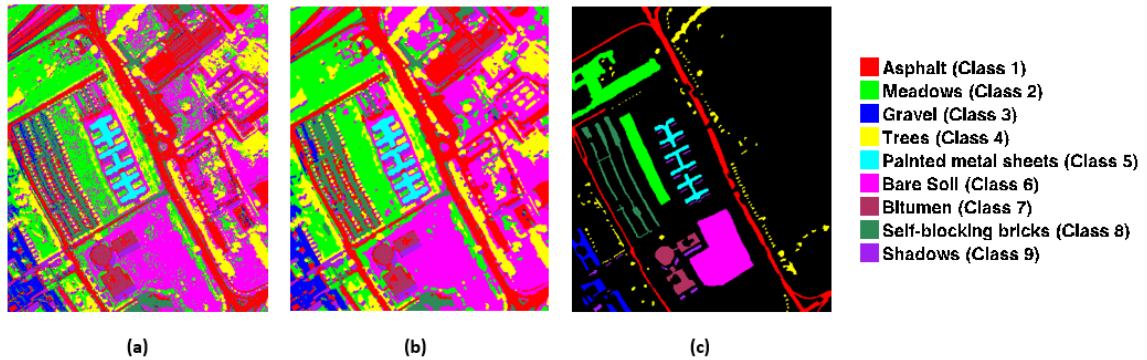 Asphalt (Class 1)
Meadows (Class 2)
Gravel (Class 3)
Trees (Class 4)
Painted metal sheets (Class 5)
Bare Soil (Class 6)
Bitumen (Class 7)
Self-blocking bricks (Class 8)
Shadows (Class 9)
(a) (b) (c)